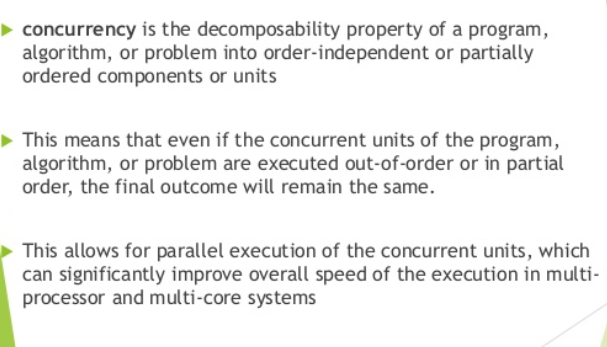 concurrency is the decomposability property of a program,
algorithm, or problem into order-independent or partially
ordered components or units
This means that even if the concurrent units of the program,
algorithm, or problem are executed out-of-order or in partial
order, the final outcome will remain the same.
This allows for parallel execution of the concurrent units, which
can significantly improve overall speed of the execution in multi-
processor and multi-core systems